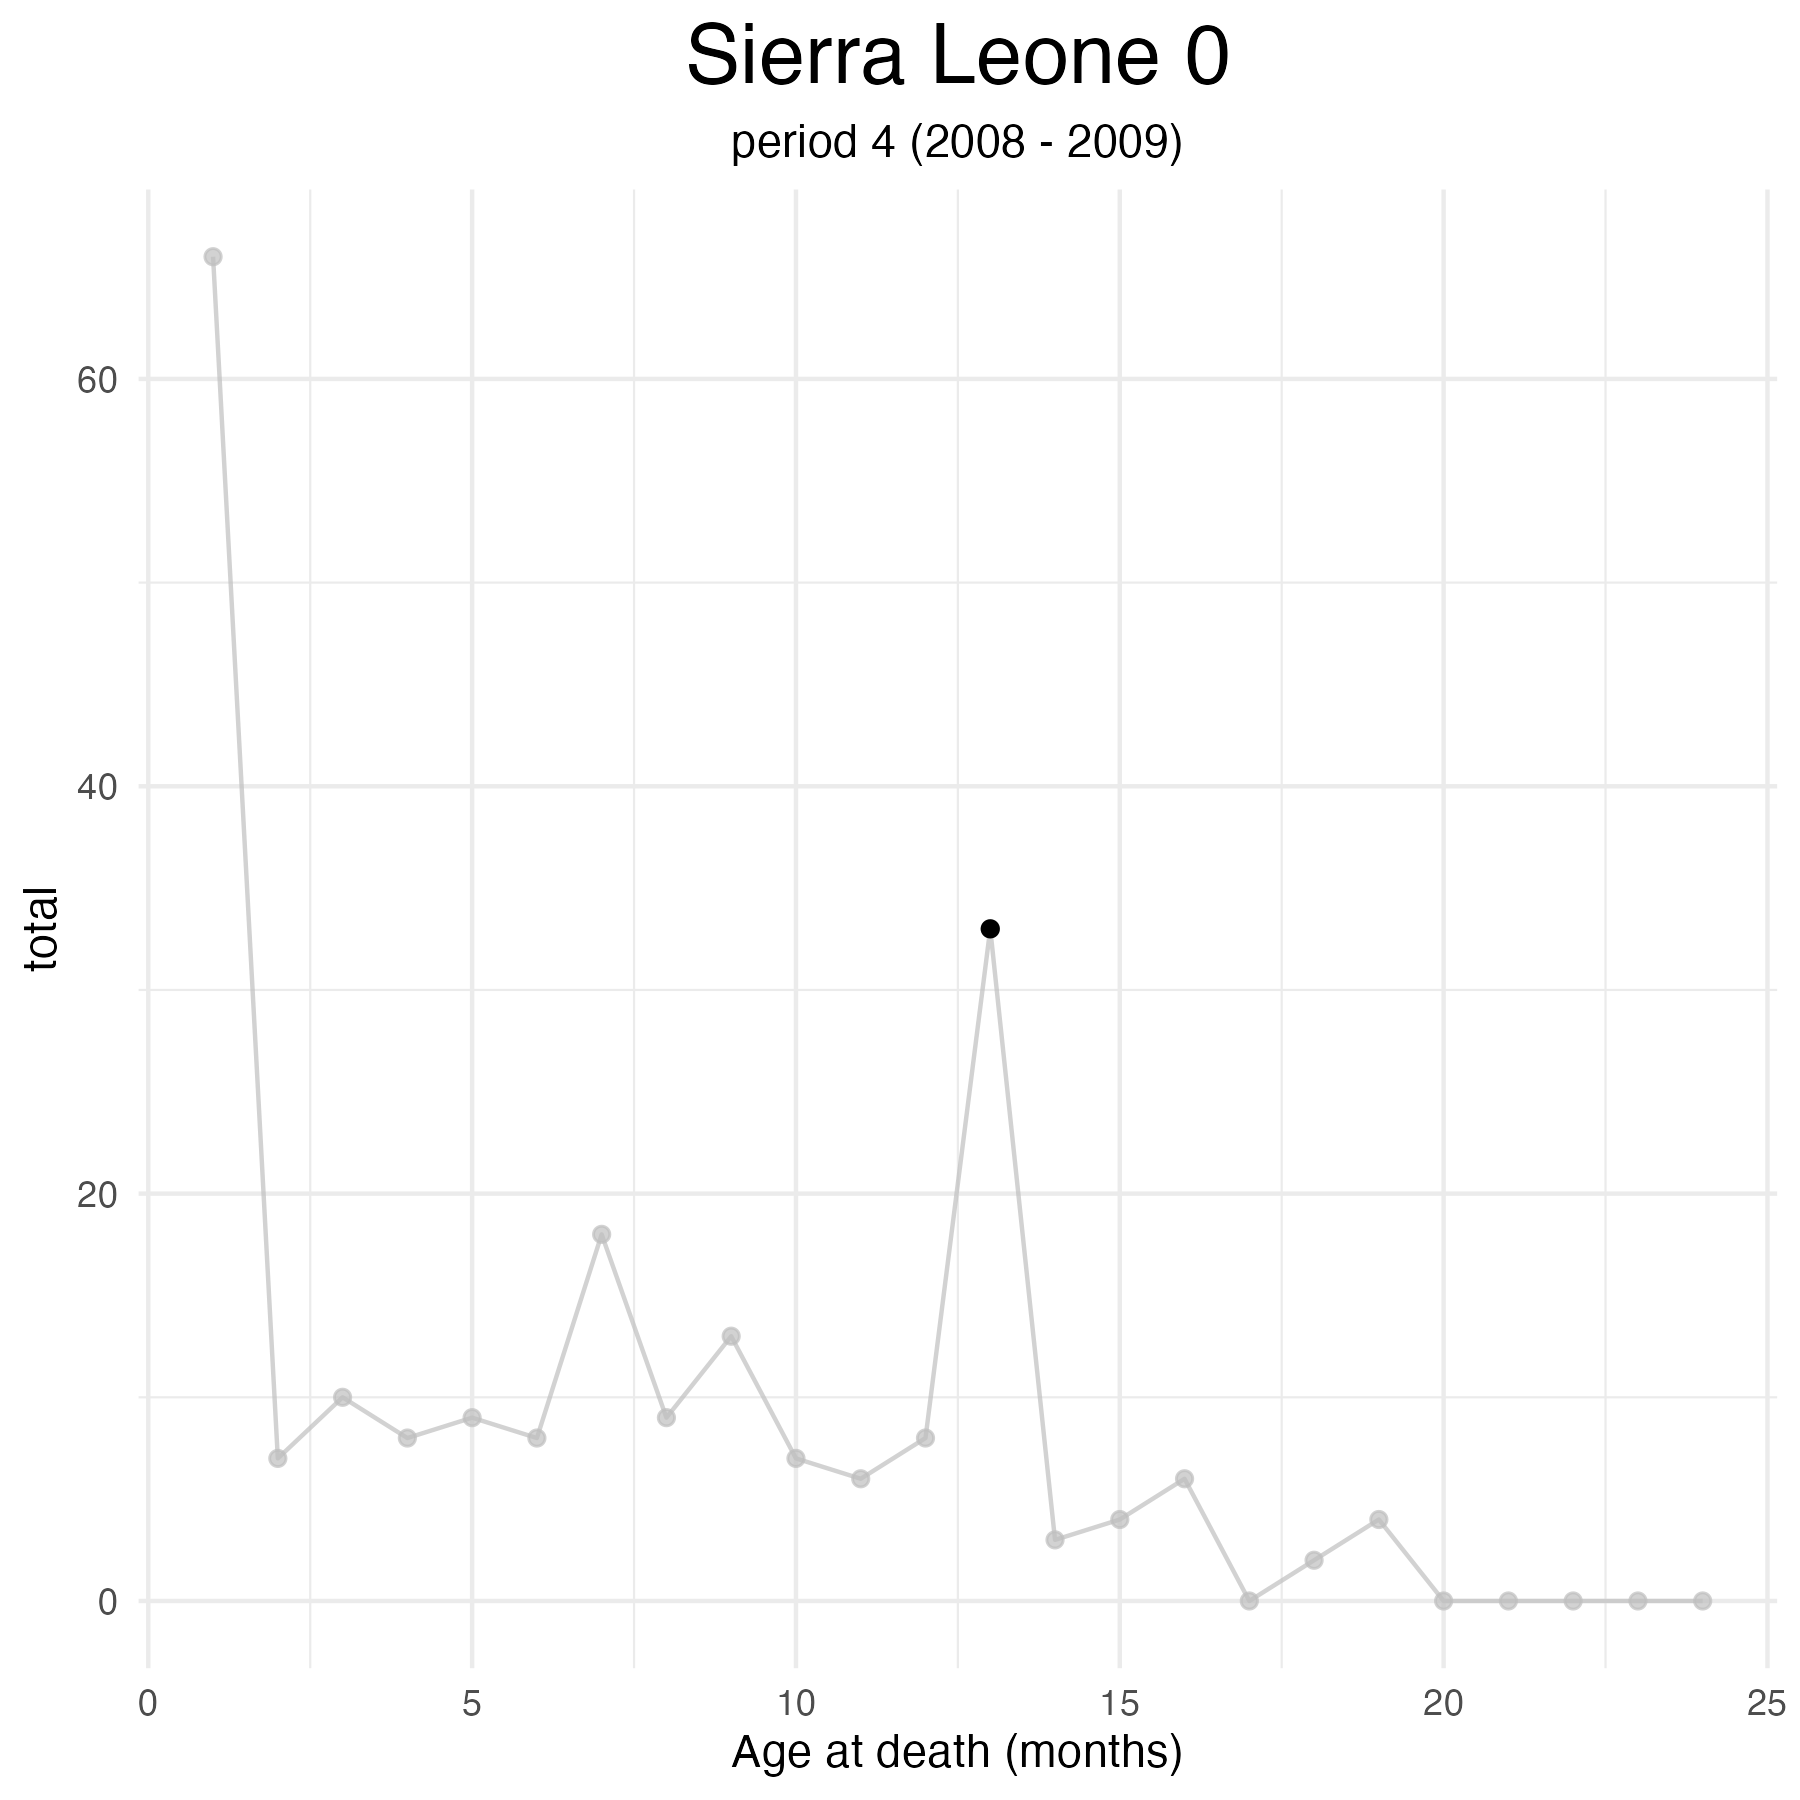 Sierra Leone 0
period 4 (2008 - 2009)
60
40
20
0
total
0 5 10 15 20 25
Age at death (months)